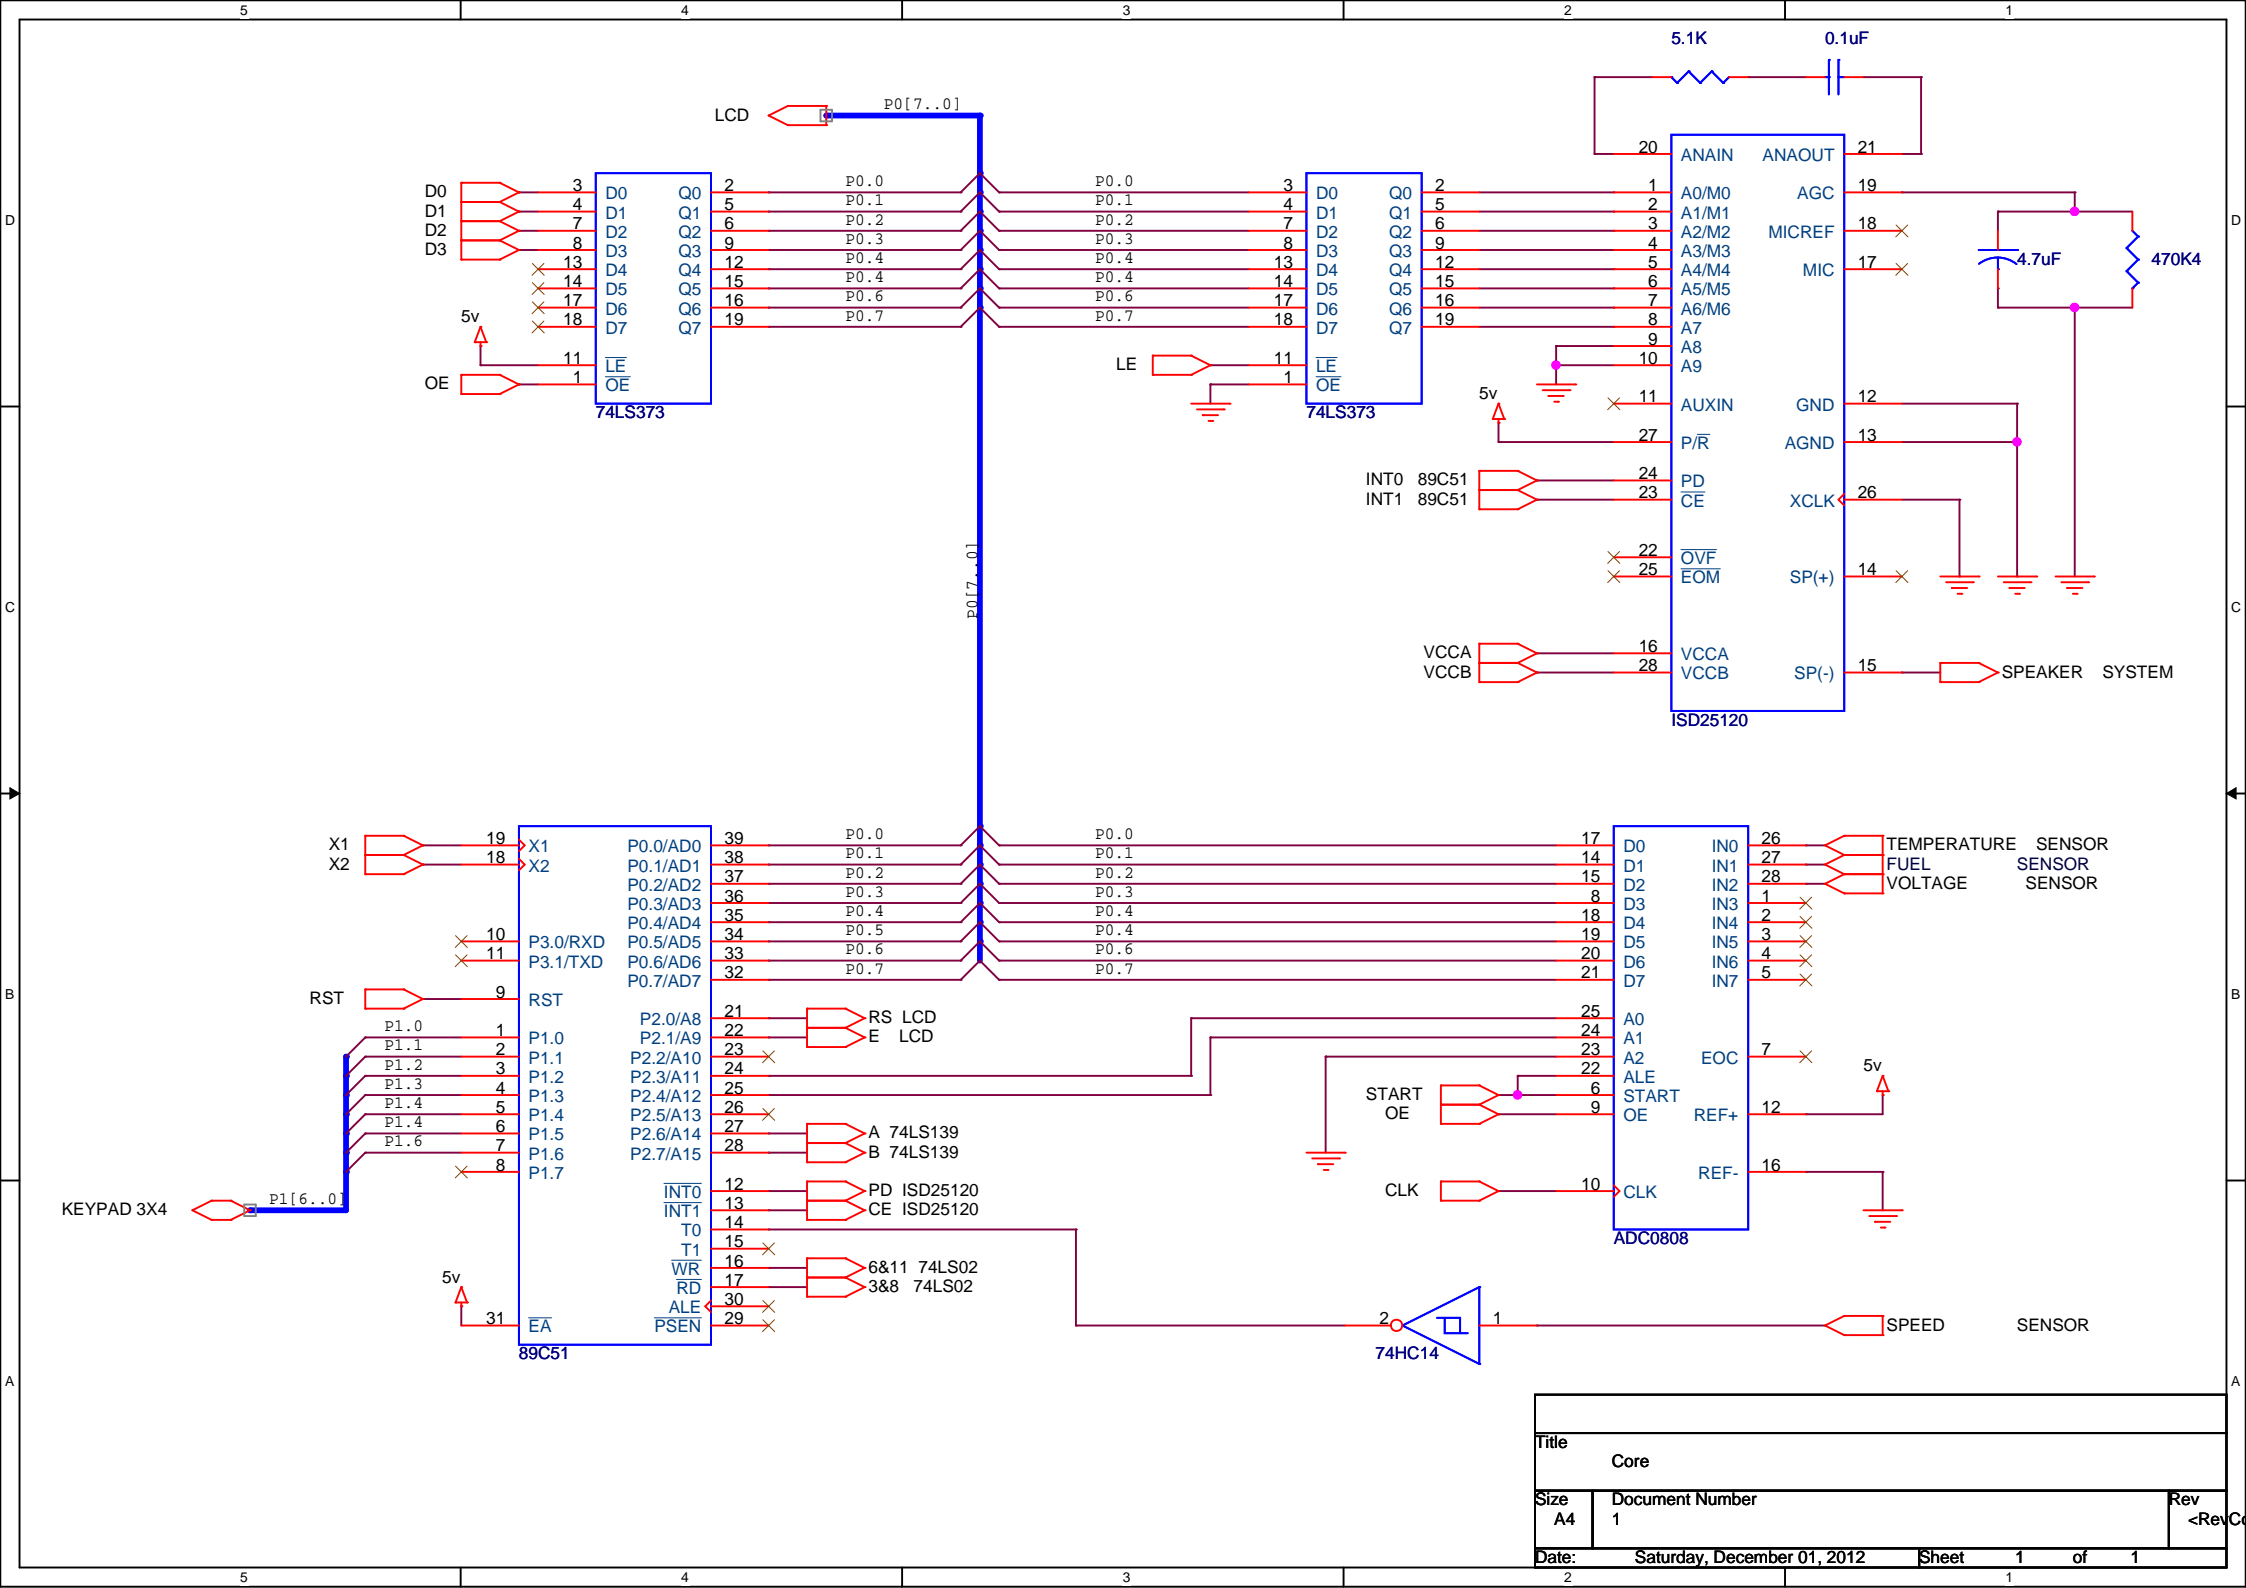 5 4 3 2 1
5.1K 0.1uF
LCD P0[7..0]
D0 3 D0 Q0 2 P0.0 P0.0 3 D0 Q0 2
D1 4 D1 Q1 5 P0.1 P0.1 4 D1 Q1 5
D2 7 D2 Q2 6 P0.2 P0.2 7 D2 Q2 6
D3 8 D3 Q3 9 P0.3 P0.3 8 D3 Q3 9
13 D4 Q4 12 P0.4 P0.4 13 D4 Q4 12
14 D5 Q5 15 P0.4 P0.4 14 D5 Q5 15
17 D6 Q6 16 P0.6 P0.6 17 D6 Q6 16
18 D7 Q7 19 P0.7 P0.7 18 D7 Q7 19
5v 11 LE LE 11 LE
OE 1 OE 1 OE
74LS373 74LS373
20 ANAIN ANAOUT 21
1 A0/M0 AGC 19
2 A1/M1
3 A2/M2 MICREF 18
4 A3/M3
5 A4/M4 MIC 17
6 A5/M5
7 A6/M6
8 A7
9 A8
10 A9
4.7uF 470K4
11 AUXIN GND 12
5v 27 P/R AGND 13
INT0 89C51 24 PD
INT1 89C51 23 CE XCLK 26
22 OVF
25 EOM SP(+) 14
VCCA 16 VCCA
VCCB 28 VCCB SP(-) 15 SPEAKER SYSTEM
ISD25120
P0[7..0]
X1 19 X1 P0.0/AD0 39 P0.0 P0.0 17 D0 IN0 26 TEMPERATURE SENSOR
X2 18 X2 P0.1/AD1 38 P0.1 P0.1 14 D1 IN1 27 FUEL SENSOR
P0.2/AD2 37 P0.2 P0.2 15 D2 IN2 28 VOLTAGE SENSOR
P0.3/AD3 36 P0.3 P0.3 8 D3 IN3 1
P0.4/AD4 35 P0.4 P0.4 18 D4 IN4 2
10 P3.0/RXD P0.5/AD5 34 P0.5 P0.4 19 D5 IN5 3
11 P3.1/TXD P0.6/AD6 33 P0.6 P0.6 20 D6 IN6 4
P0.7/AD7 32 P0.7 P0.7 21 D7 IN7 5
RST 9 RST
P2.0/A8 21 RS LCD 25 A0
P1.0 1 P1.0 P2.1/A9 22 E LCD 24 A1
P1.1 2 P1.1 P2.2/A10 23 23 A2 EOC 7
P1.2 3 P1.2 P2.3/A11 24 22 ALE 5v
P1.3 4 P1.3 P2.4/A12 25 START 6 START
P1.4 5 P1.4 P2.5/A13 26 OE 9 OE REF+ 12
P1.4 6 P1.5 P2.6/A14 27 A 74LS139
P1.6 7 P1.6 P2.7/A15 28 B 74LS139
8 P1.7 REF- 16
INT0 12 PD ISD25120 CLK 10 CLK
KEYPAD 3X4 P1[6..0] INT1 13 CE ISD25120
T0 14 ADC0808
T1 15
WR 16 6&11 74LS02
5v RD 17 3&8 74LS02
ALE 30
31 EA PSEN 29 2 1 SPEED SENSOR
89C51 74HC14
Title
Core
Size Document Number Rev
A4 1 <RevCo
Date: Saturday, December 01, 2012 Sheet 1 of 1
5 4 3 2 1
D D
C C
B B
A A